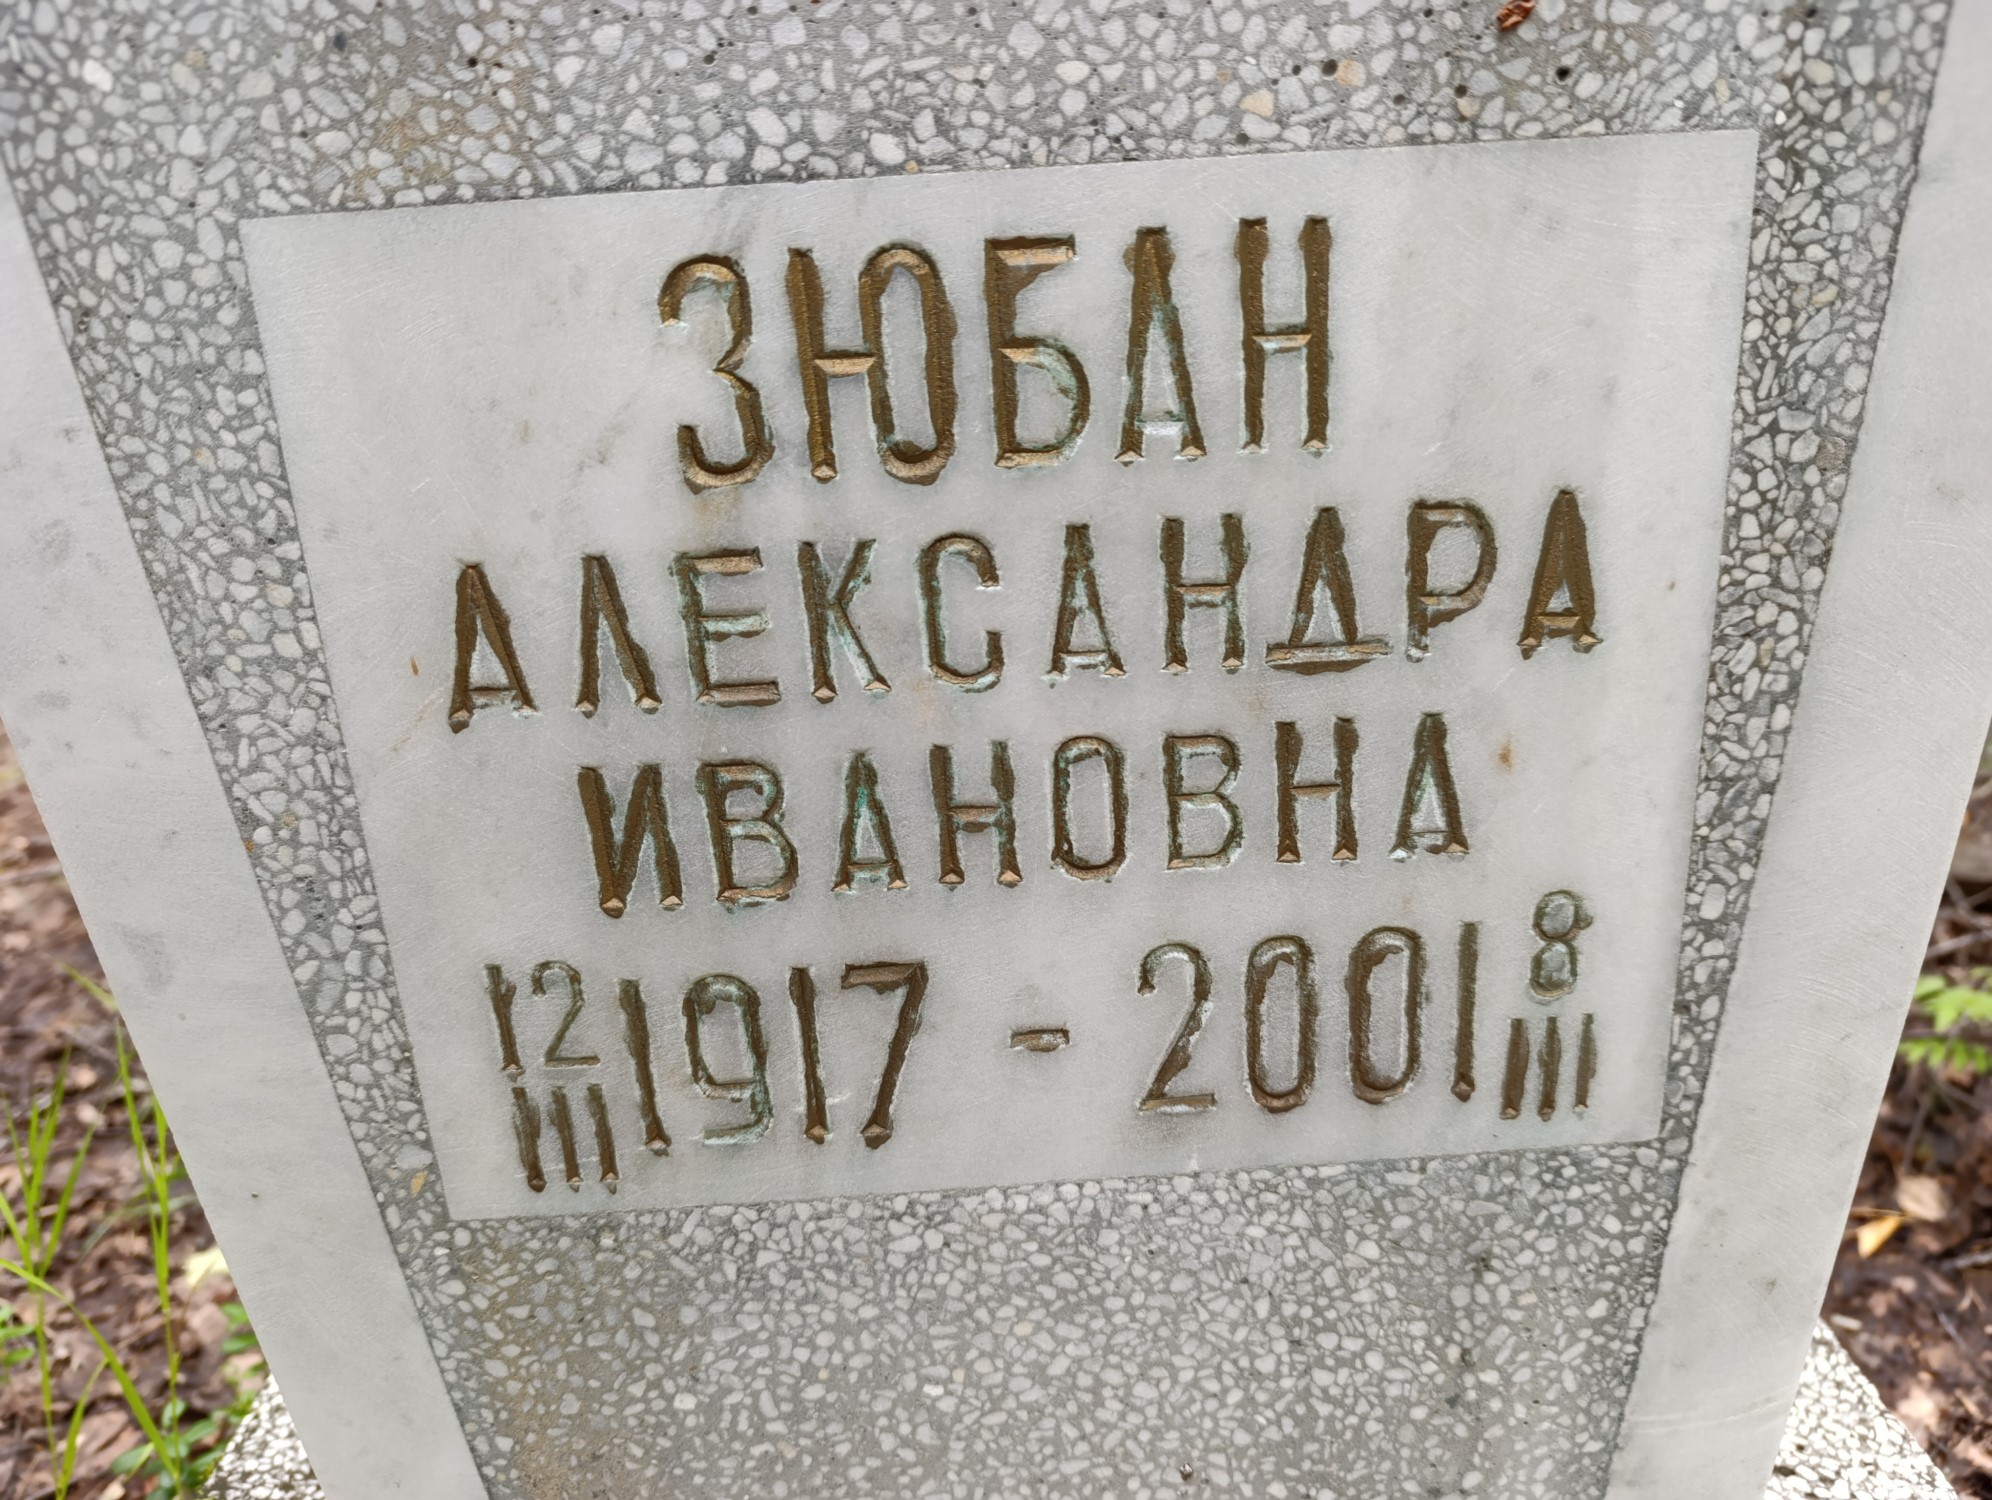 ЗЮБАН
АЛЕКСАНДРА
ИВАНОВНА
12 III 1917 - 2001 8 III